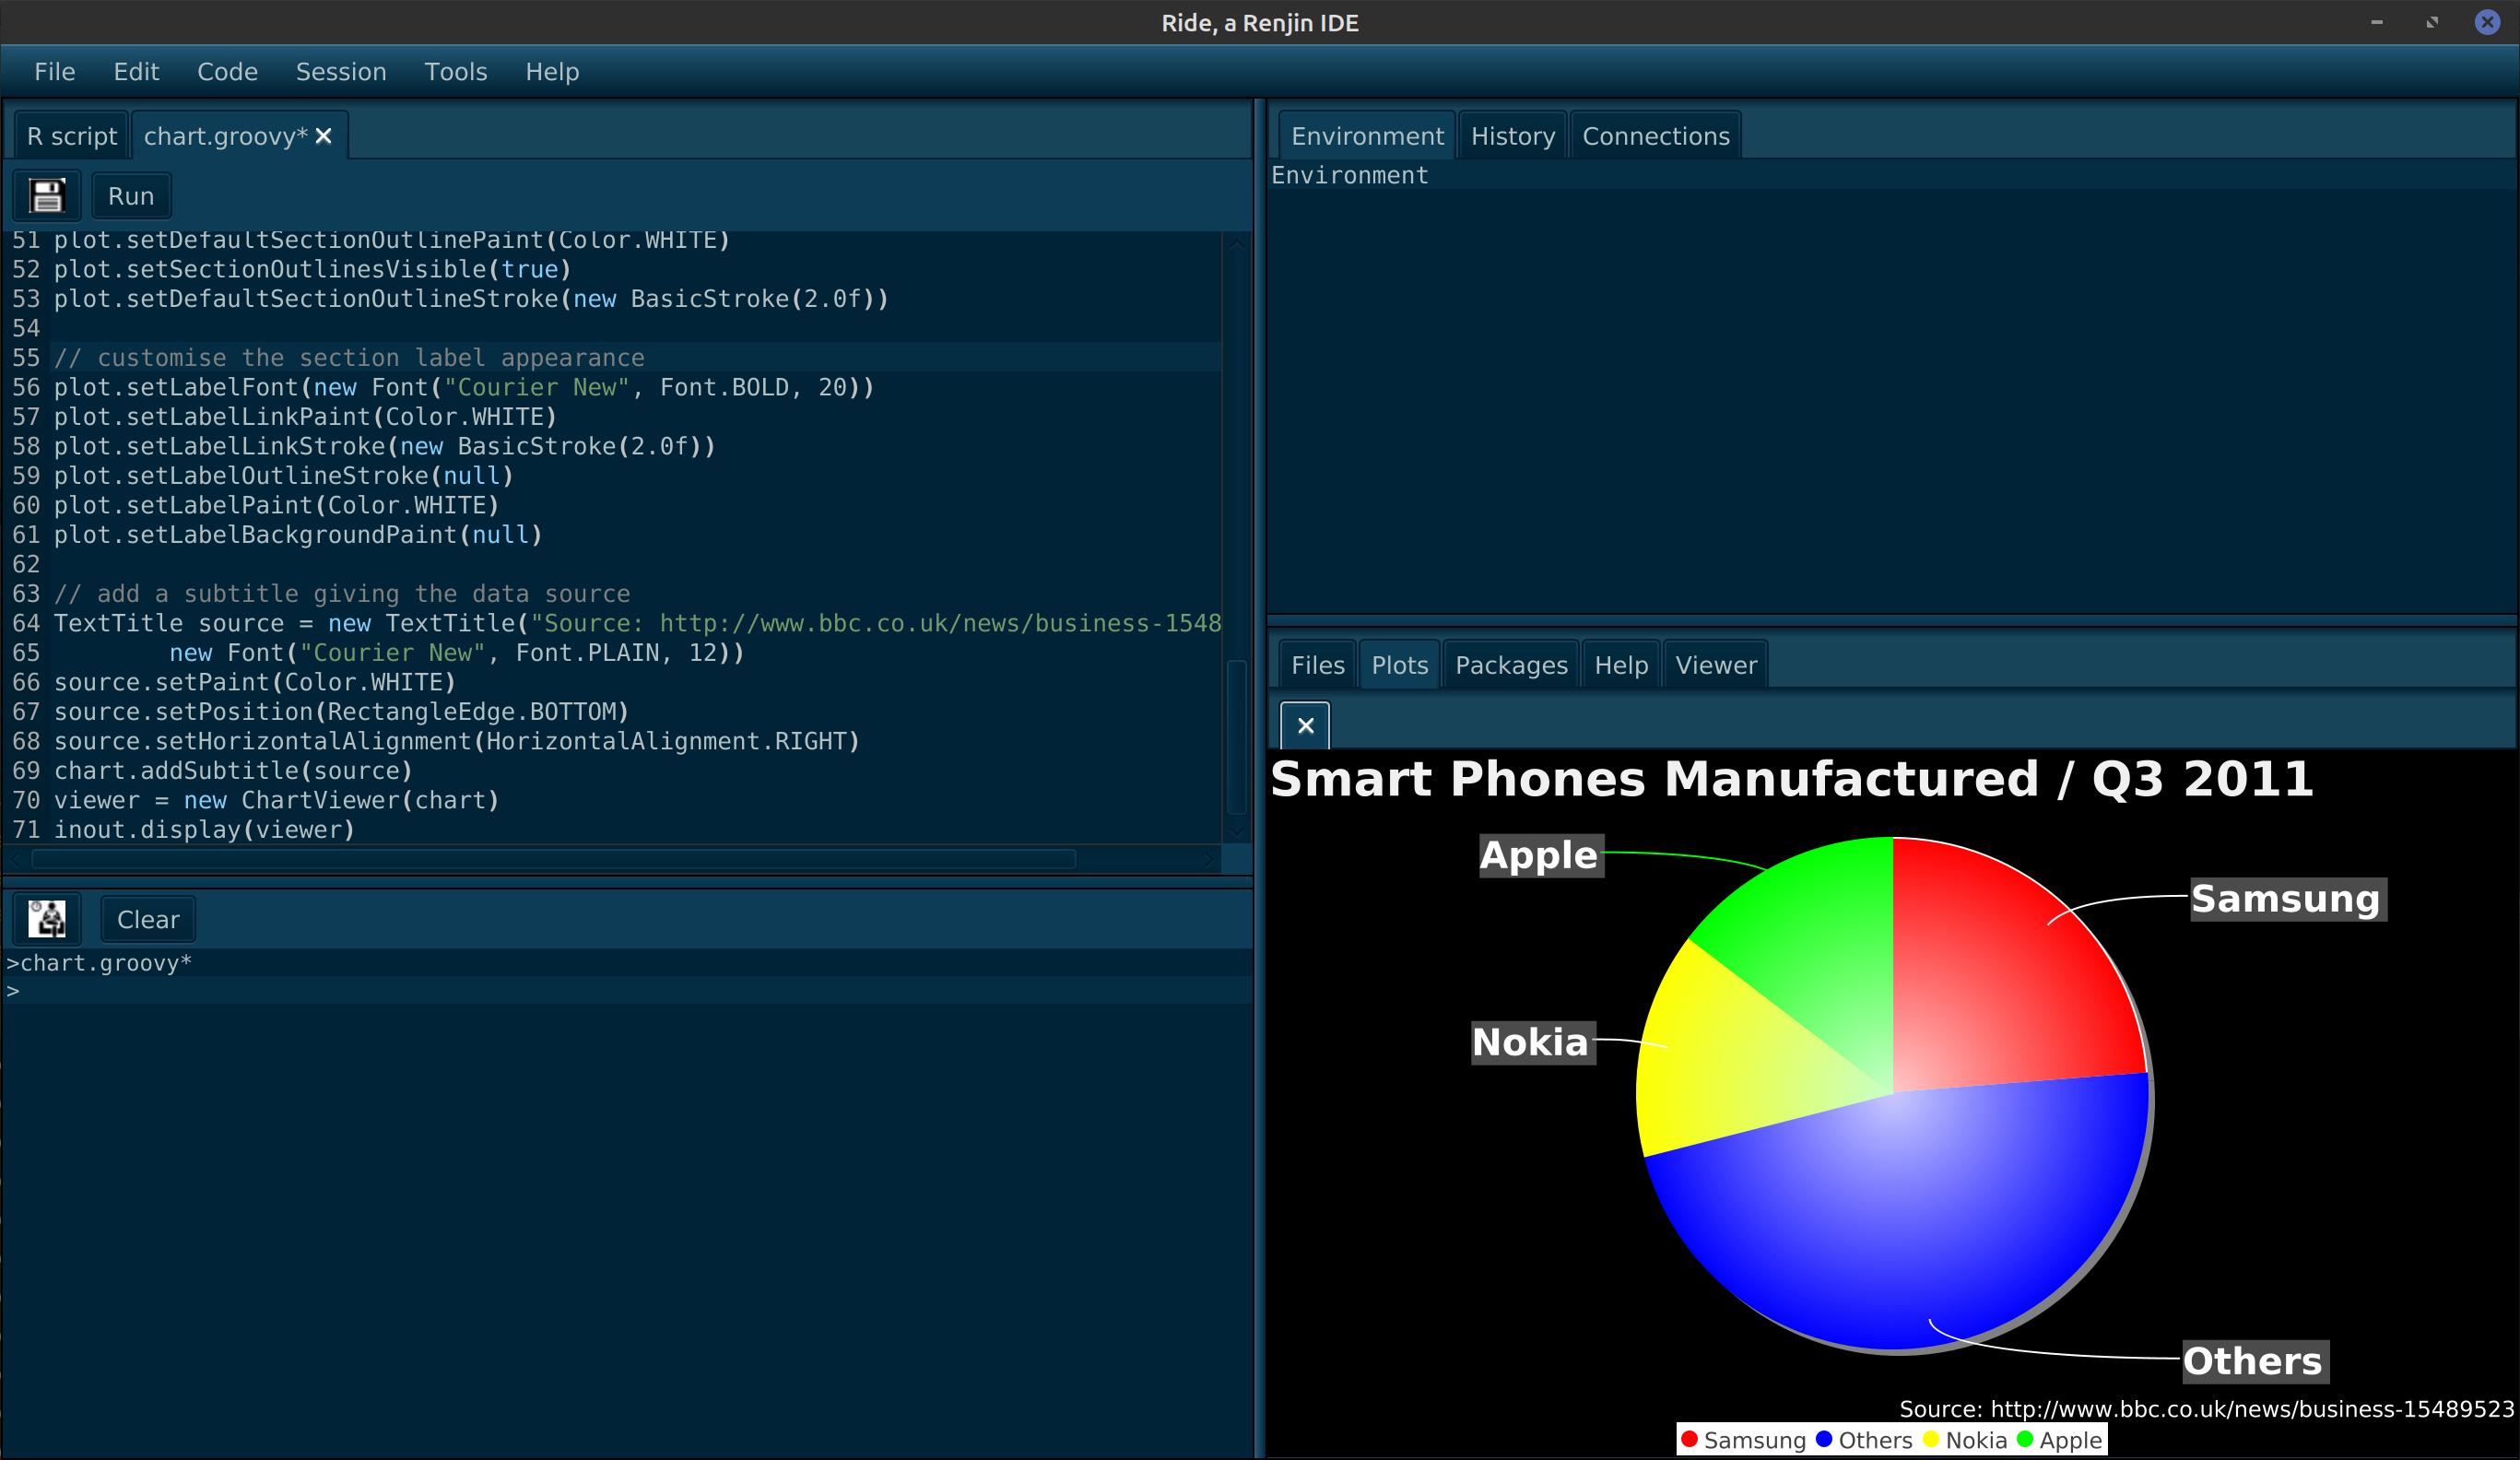 Ride, a Renjin IDE
File Edit Code Session Tools Help
R script chart.groovy*
Run
51 plot.setDefaultSectionOutlinePaint(Color.WHITE)
52 plot.setSectionOutlinesVisible(true)
53 plot.setDefaultSectionOutlineStroke(new BasicStroke(2.0f))
54
55 // customise the section label appearance
56 plot.setLabelFont(new Font("Courier New", Font.BOLD, 20))
57 plot.setLabelLinkPaint(Color.WHITE)
58 plot.setLabelLinkStroke(new BasicStroke(2.0f))
59 plot.setLabelOutlineStroke(null)
60 plot.setLabelPaint(Color.WHITE)
61 plot.setLabelBackgroundPaint(null)
62
63 // add a subtitle giving the data source
64 TextTitle source = new TextTitle("Source: http://www.bbc.co.uk/news/business-1548
65         new Font("Courier New", Font.PLAIN, 12))
66 source.setPaint(Color.WHITE)
67 source.setPosition(RectangleEdge.BOTTOM)
68 source.setHorizontalAlignment(HorizontalAlignment.RIGHT)
69 chart.addSubtitle(source)
70 viewer = new ChartViewer(chart)
71 inout.display(viewer)
Clear
>chart.groovy*
>
Environment History Connections
Environment
Files Plots Packages Help Viewer
Smart Phones Manufactured / Q3 2011
Apple
Samsung
Nokia
Others
Source: http://www.bbc.co.uk/news/business-15489523
Samsung Others Nokia Apple